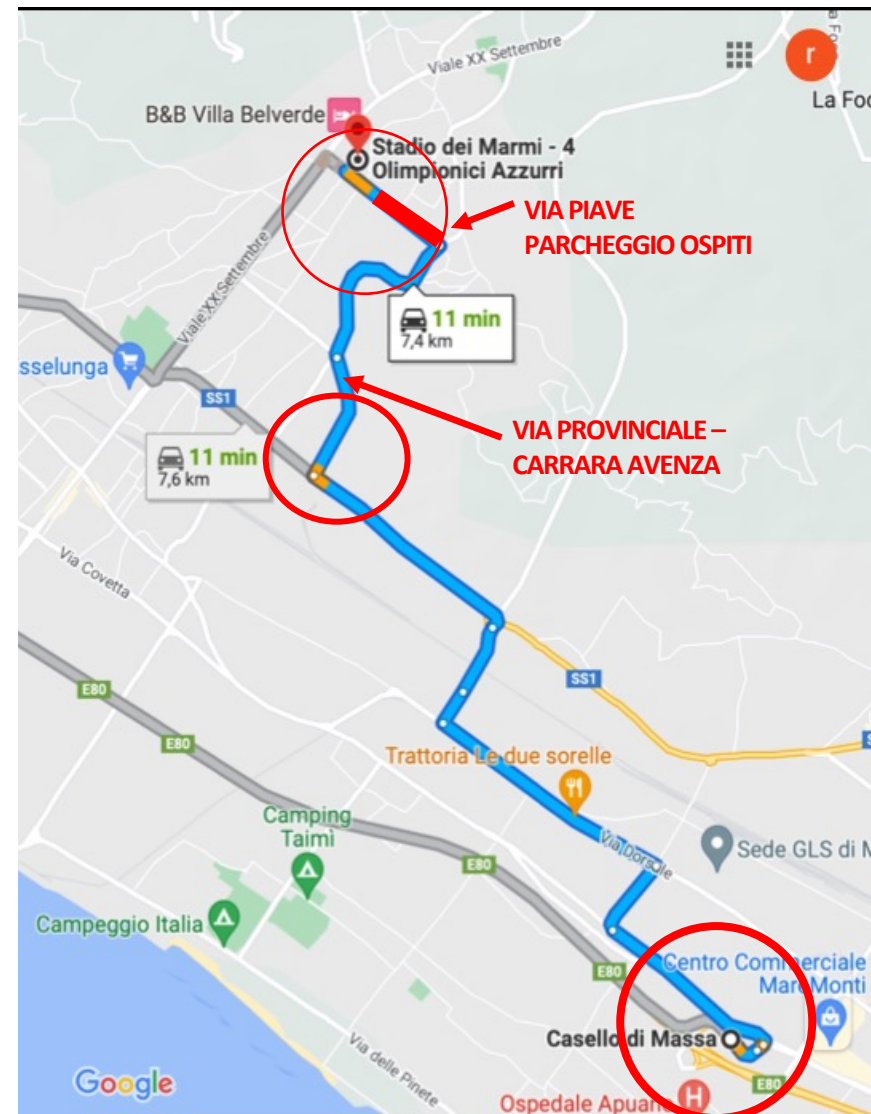 Viale XX Settembre
r
La Foc
B&B Villa Belverde
Stadio dei Marmi - 4
Olimpionici Azzurri
VIA PIAVE
PARCHEGGIO OSPITI
Viale XX Settembre
11 min
7,4 km
sselunga
SS1
VIA PROVINCIALE –
CARRARA AVENZA
11 min
7,6 km
Via Covetta
E80
SS1
E80
Trattoria Le due sorelle
Camping
Taimi
Via Dorsale
Sede GLS di M
E80
Campeggio Italia
E80
Centro Commerciale
Mare Monti
Casello di Massa
Via delle Pinete
E80
Google
Ospedale Apuane
H